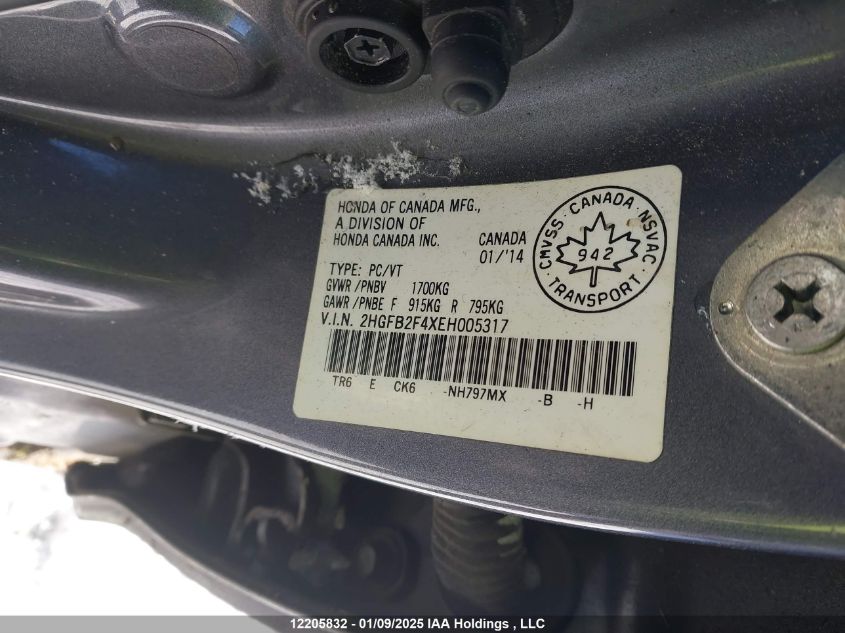 HONDA OF CANADA MFG.,
A DIVISION OF
HONDA CANADA INC.
CANADA
01/'14
CMVSS · CANADA · NSVAC
942
· TRANSPORT ·
TYPE: PC/VT
GVWR/PNBV 1700KG
GAWR/PNBE F 915KG R 795KG
V.I.N. 2HGFB2F4XEH005317
TR6 E CK6 -NH797MX -B -H
12205832 - 01/09/2025 IAA Holdings , LLC